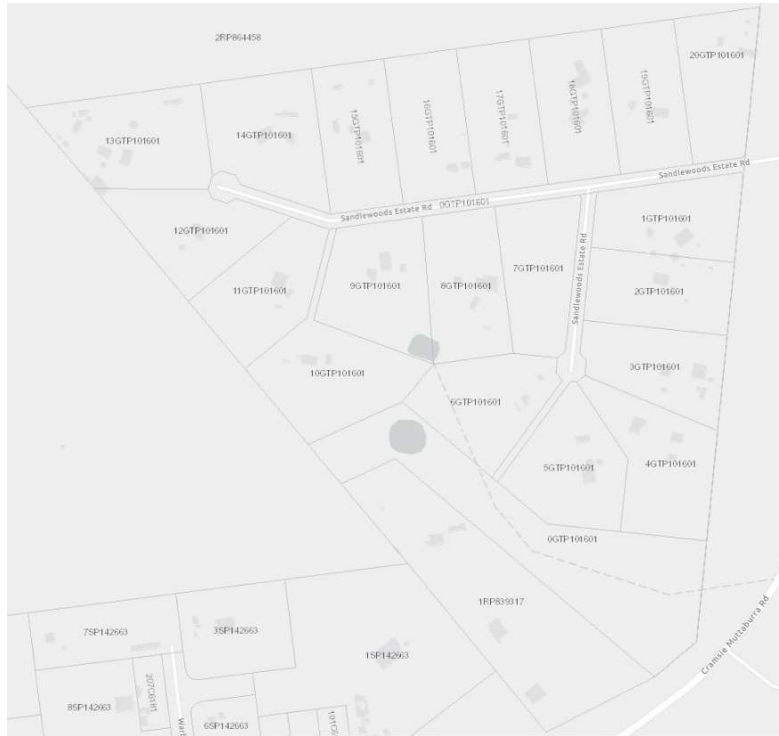 2RP864458
20GTP101601
13GTP101601
14GTP101601
15GTP101601
16GTP101601
17GTP101601
18GTP101601
19GTP101601
Sandlewoods Estate Rd
Sandlewoods Estate Rd
0GTP101601
12GTP101601
1GTP101601
11GTP101601
9GTP101601
8GTP101601
7GTP101601
Sandlewoods Estate Rd
2GTP101601
10GTP101601
6GTP101601
3GTP101601
5GTP101601
4GTP101601
0GTP101601
1RP839317
Cramsie Muttaburra Rd
7SP142663
3SP142663
1SP142663
8SP142663
6SP142663